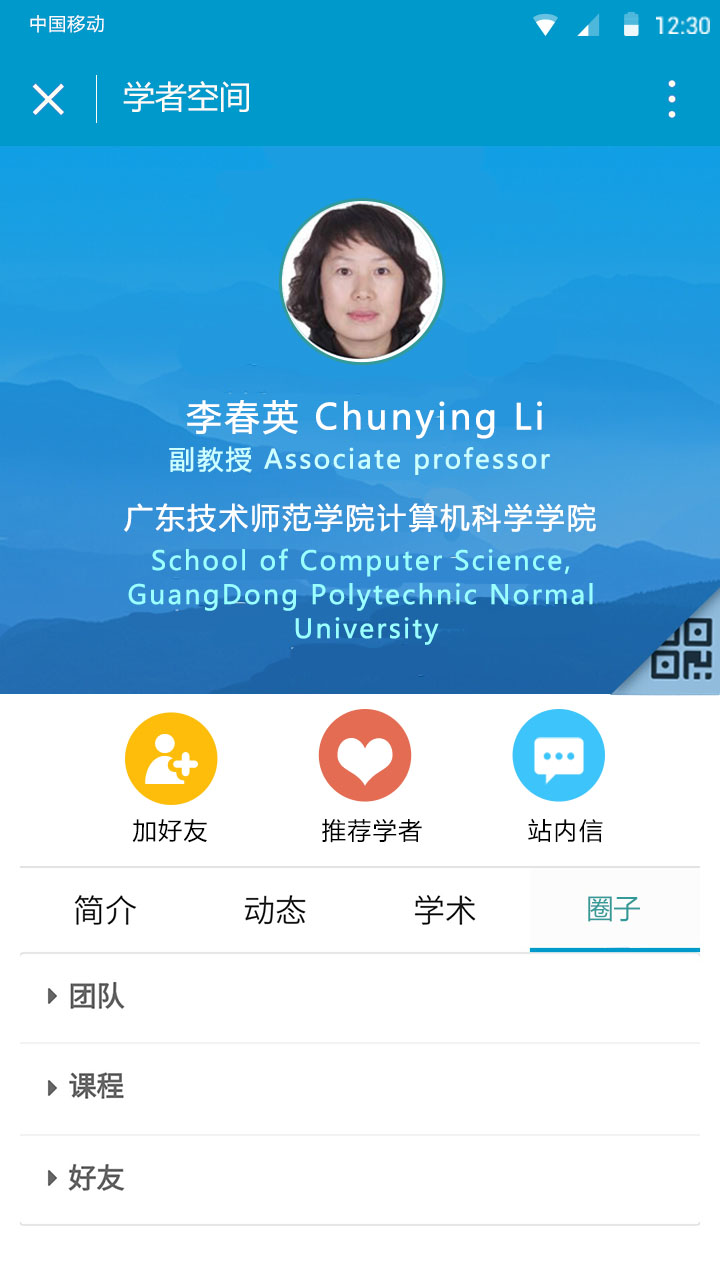 中国移动
12:30
学者空间
李春英 Chunying Li
副教授 Associate professor
广东技术师范学院计算机科学学院
School of Computer Science,
GuangDong Polytechnic Normal
University
加好友
推荐学者
站内信
简介
动态
学术
圈子
团队
课程
好友